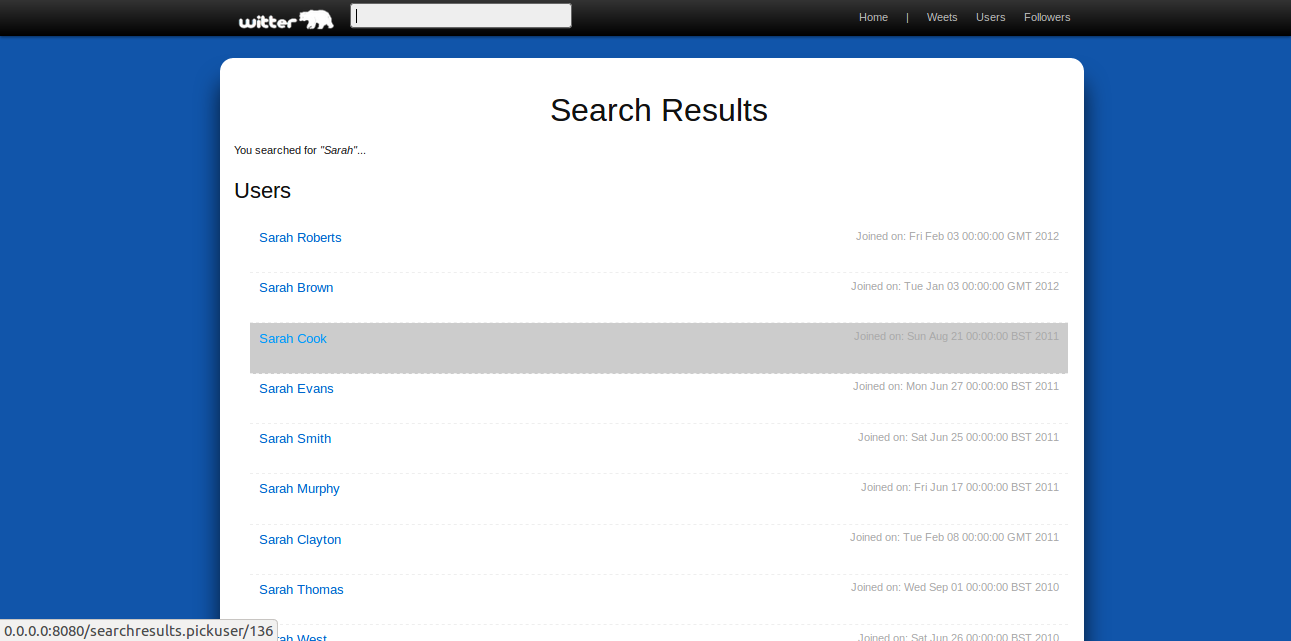 witter
Home | Weets Users Followers
Search Results
You searched for "Sarah"...
Users
Sarah Roberts Joined on: Fri Feb 03 00:00:00 GMT 2012
Sarah Brown Joined on: Tue Jan 03 00:00:00 GMT 2012
Sarah Cook Joined on: Sun Aug 21 00:00:00 BST 2011
Sarah Evans Joined on: Mon Jun 27 00:00:00 BST 2011
Sarah Smith Joined on: Sat Jun 25 00:00:00 BST 2011
Sarah Murphy Joined on: Fri Jun 17 00:00:00 BST 2011
Sarah Clayton Joined on: Tue Feb 08 00:00:00 GMT 2011
Sarah Thomas Joined on: Wed Sep 01 00:00:00 BST 2010
rah West Joined on: Sat Jun 26 00:00:00 BST 2010
0.0.0.0:8080/searchresults.pickuser/136